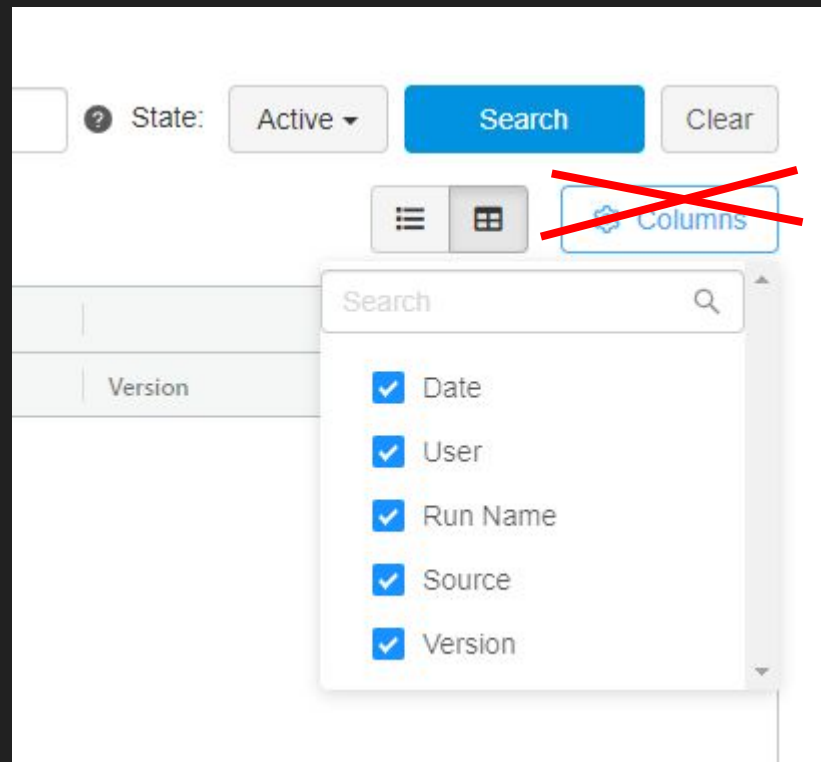 State: Active Search Clear
Columns
Search
Version
Date
User
Run Name
Source
Version